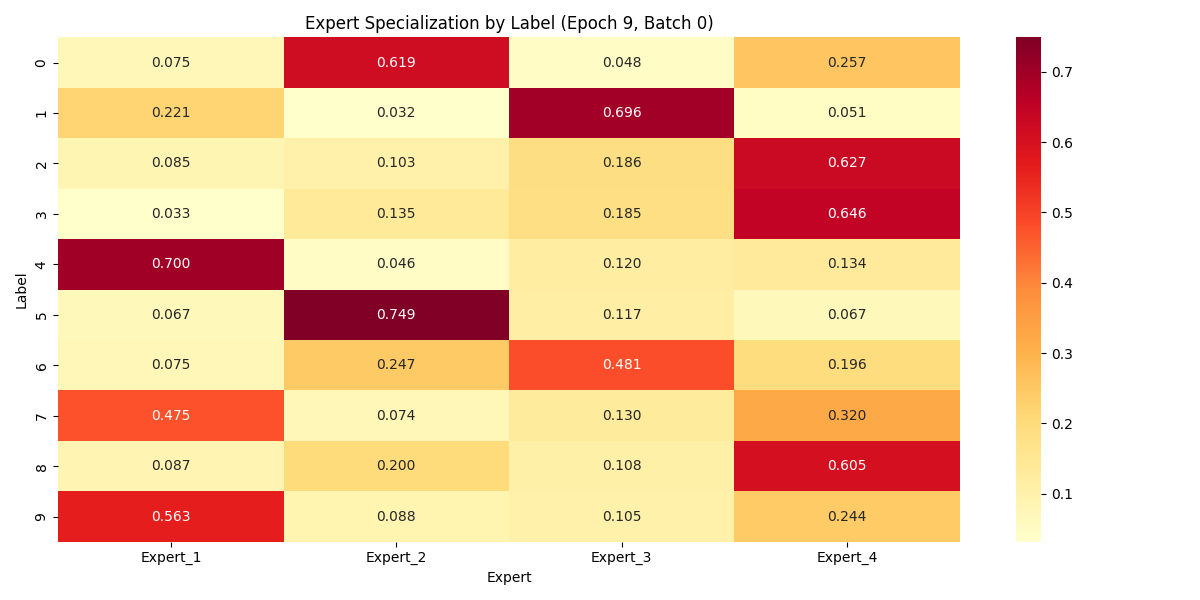 Expert Specialization by Label (Epoch 9, Batch 0)
0 0.075 0.619 0.048 0.257
1 0.221 0.032 0.696 0.051
2 0.085 0.103 0.186 0.627
3 0.033 0.135 0.185 0.646
4 0.700 0.046 0.120 0.134
5 0.067 0.749 0.117 0.067
6 0.075 0.247 0.481 0.196
7 0.475 0.074 0.130 0.320
8 0.087 0.200 0.108 0.605
9 0.563 0.088 0.105 0.244
Label
Expert_1 Expert_2 Expert_3 Expert_4
Expert
0.7
0.6
0.5
0.4
0.3
0.2
0.1